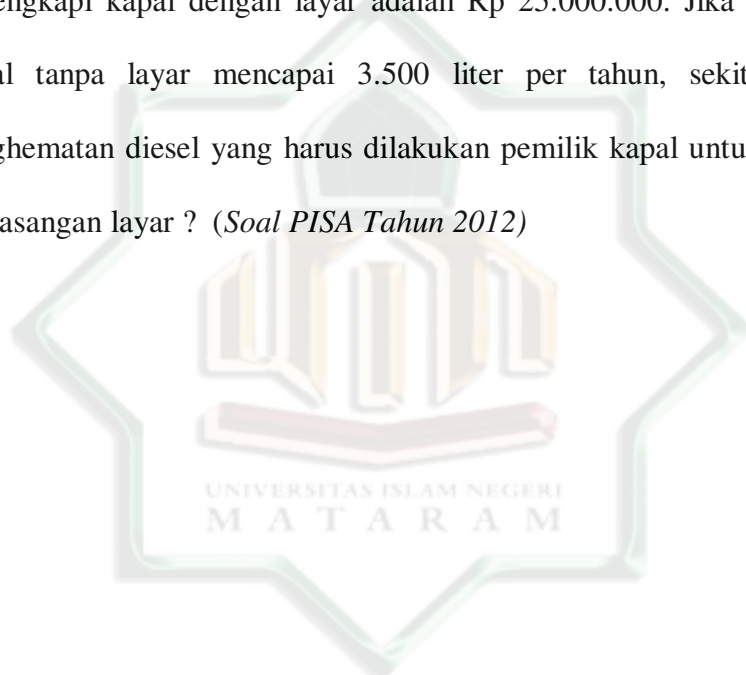 engkapi kapal dengan layar adalah Rp 25.000.000. Jika
al tanpa layar mencapai 3.500 liter per tahun, sekit
ghematan diesel yang harus dilakukan pemilik kapal untu
asangan layar ? (Soal PISA Tahun 2012)
UNIVERSITAS ISLAM NEGERI
MATARAM